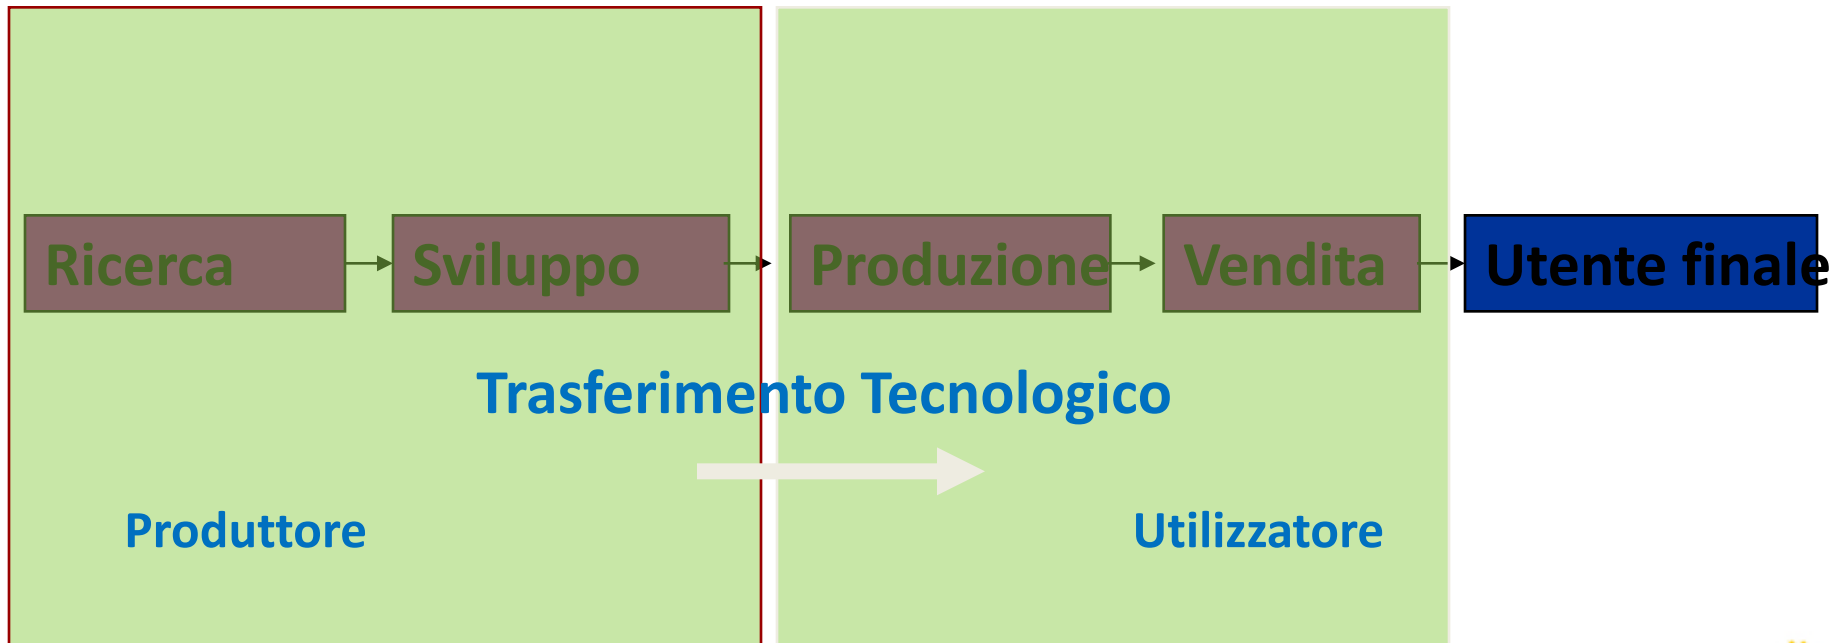 Ricerca
Sviluppo
Produzione
Vendita
Utente finale
Trasferimento Tecnologico
Produttore
Utilizzatore